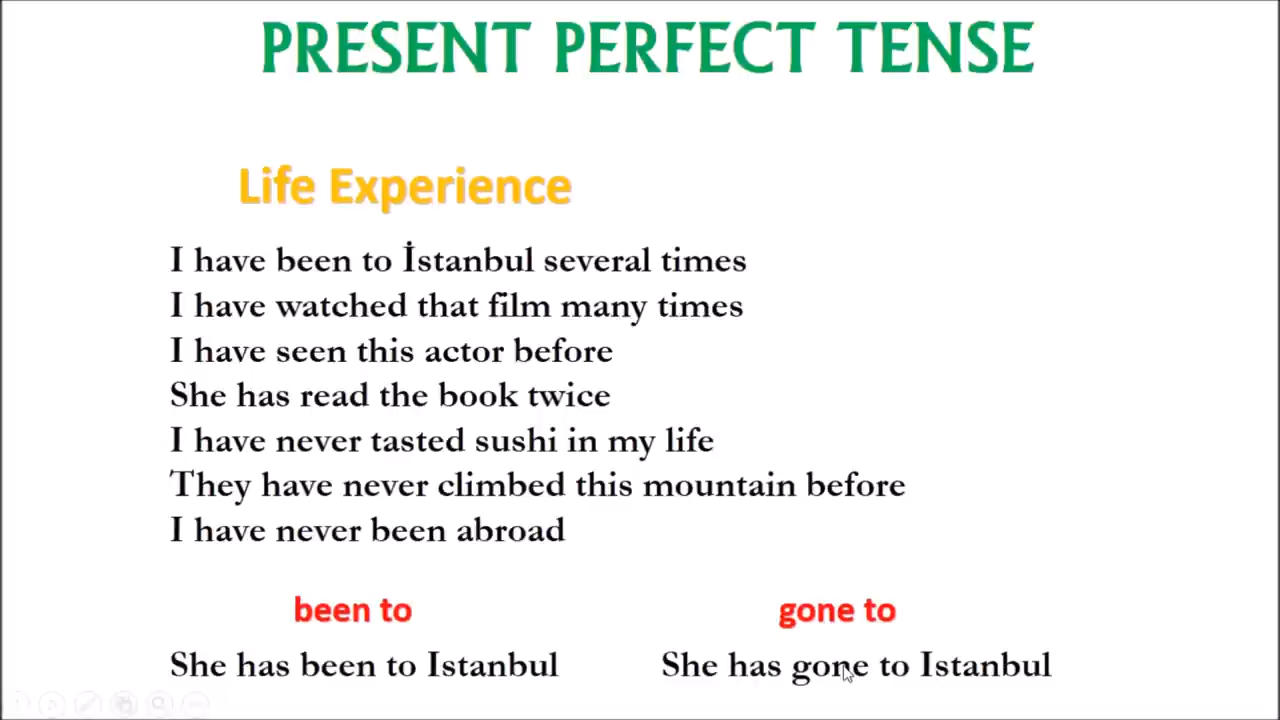 PRESENT PERFECT TENSE
Life Experience
I have been to İstanbul several times
I have watched that film many times
I have seen this actor before
She has read the book twice
I have never tasted sushi in my life
They have never climbed this mountain before
I have never been abroad
been to gone to
She has been to Istanbul She has gone to Istanbul